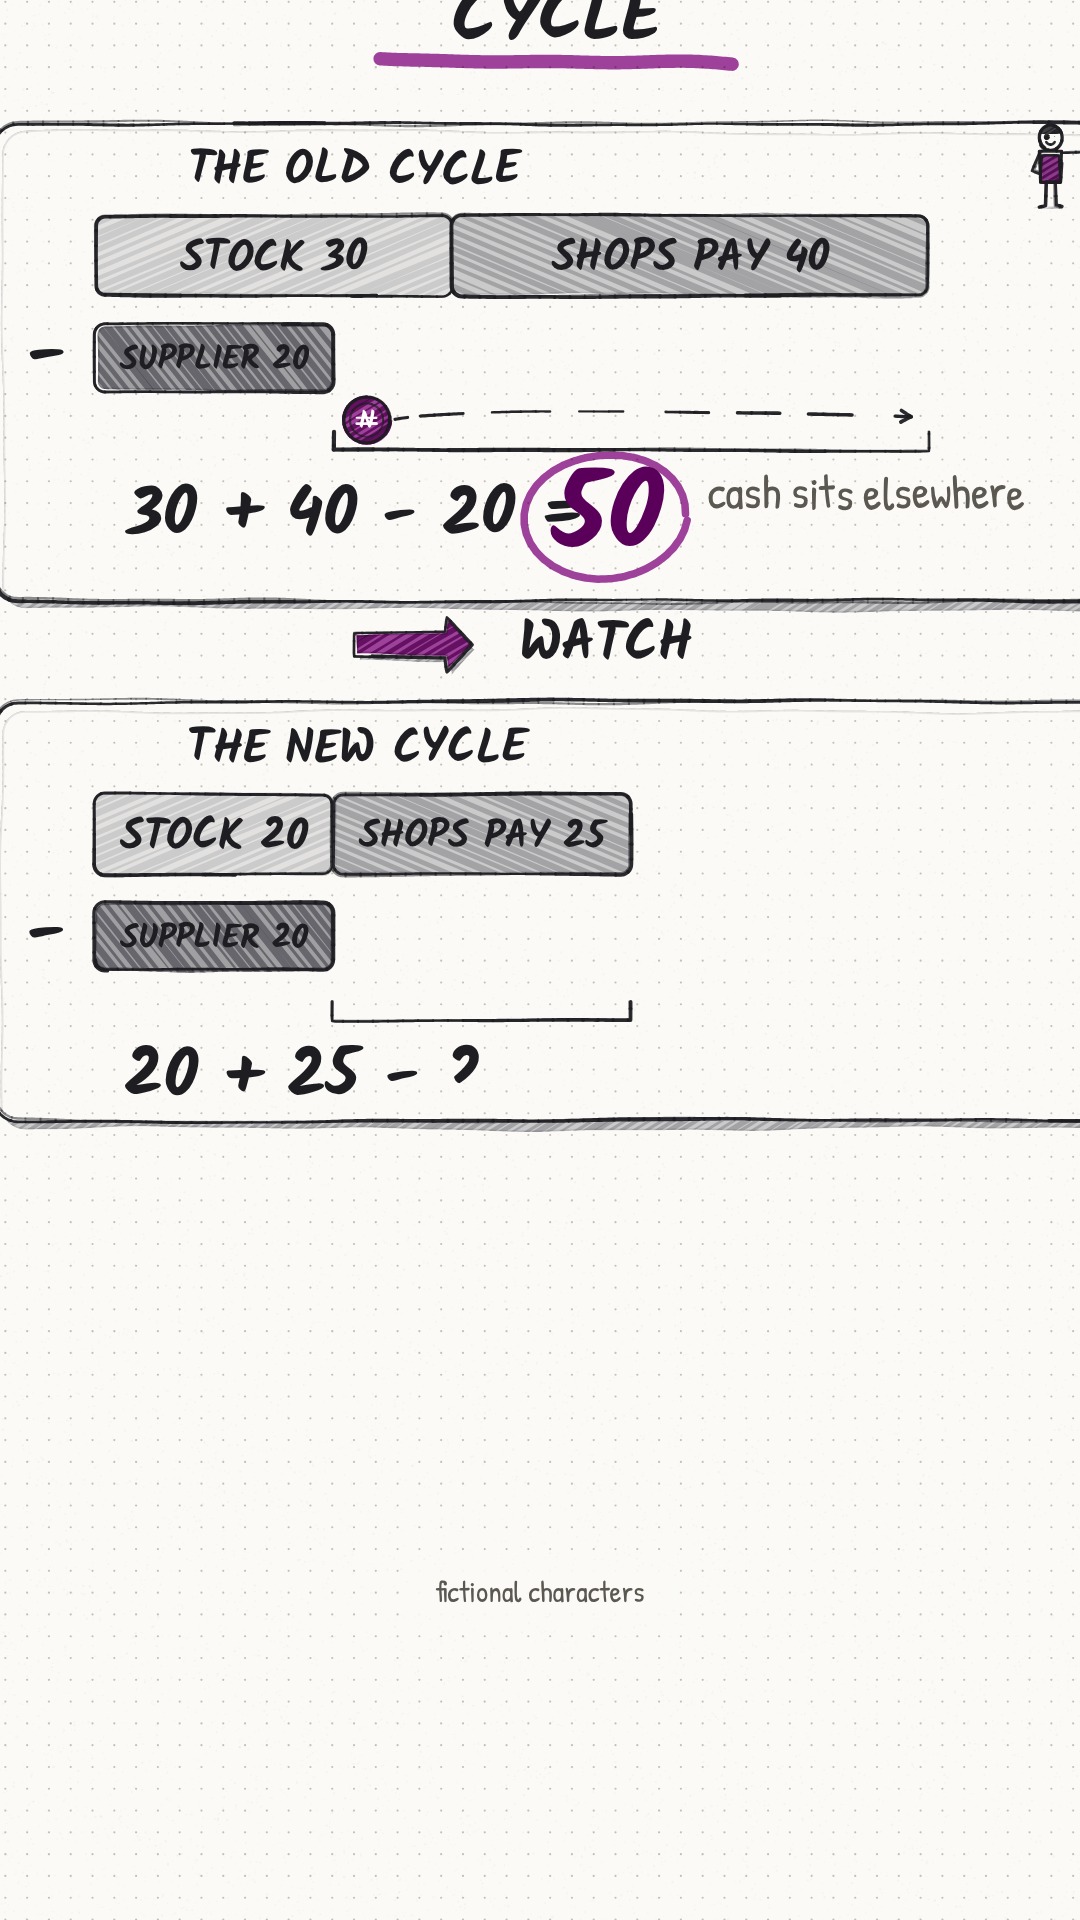 CYCLE
THE OLD CYCLE
STOCK 30
SHOPS PAY 40
-
SUPPLIER 20
₦
30 + 40 - 20 = 50
cash sits elsewhere
WATCH
THE NEW CYCLE
STOCK 20
SHOPS PAY 25
-
SUPPLIER 20
20 + 25 - ?
fictional characters